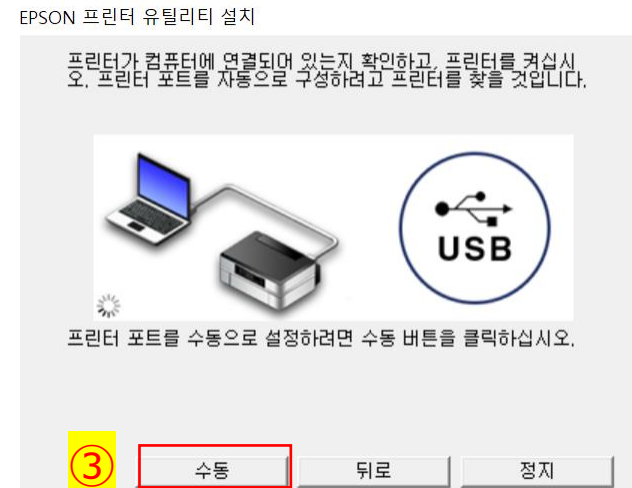 EPSON 프린터 유틸리티 설치
프린터가 컴퓨터에 연결되어 있는지 확인하고, 프린터를 켜십시
오. 프린터 포트를 자동으로 구성하려고 프린터를 찾을 것입니다.
USB
프린터 포트를 수동으로 설정하려면 수동 버튼을 클릭하십시오.
③ 수동 뒤로 정지